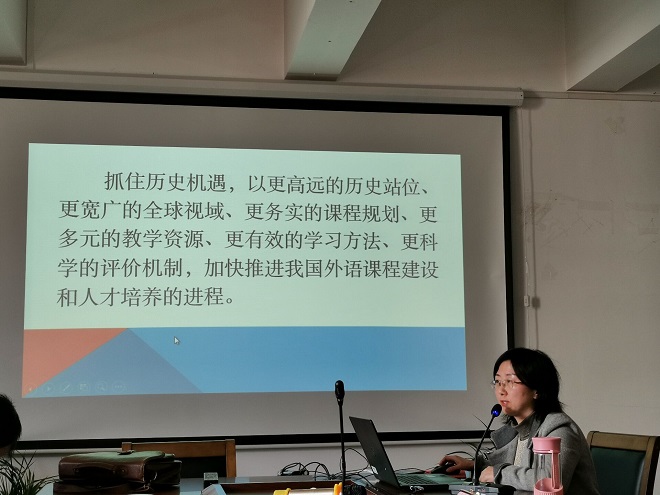 抓住历史机遇，以更高远的历史站位、
更宽广的全球视域、更务实的课程规划、更
多元的教学资源、更有效的学习方法、更科
学的评价机制，加快推进我国外语课程建设
和人才培养的进程。